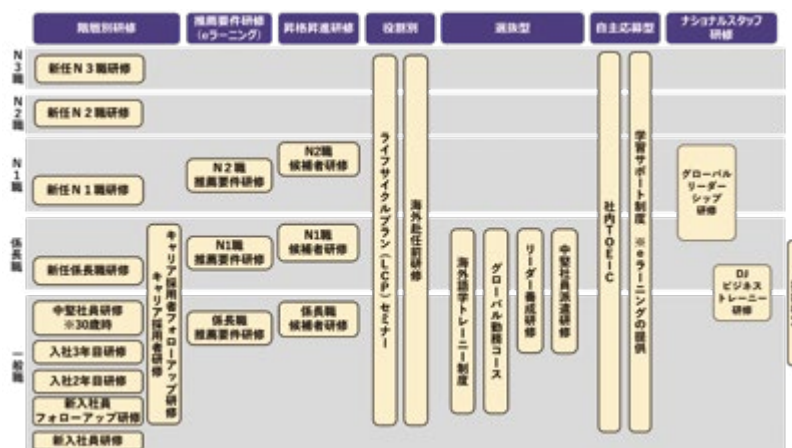 階層別研修
推薦要件研修
(eラーニング)
昇格昇進研修
役割別
選抜型
自主応募型
ナショナルスタッフ
研修
N3職
新任N3職研修
N2職
新任N2職研修
N1職
新任N1職研修
N2職
推薦要件研修
N2職
候補者研修
係長職
新任係長職研修
N1職
推薦要件研修
N1職
候補者研修
一般職
中堅社員研修
※30歳時
入社3年目研修
入社2年目研修
新入社員
フォローアップ研修
新入社員研修
キャリア採用者フォローアップ研修
キャリア採用者研修
係長職
推薦要件研修
係長職
候補者研修
ライフサイクルプラン(LCP)セミナー
海外赴任前研修
海外語学トレーニー制度
グローバル勤務コース
リーダー養成研修
中堅社員派遣研修
社内TOEIC
学習サポート制度 ※eラーニングの提供
グローバル
リーダー
シップ
研修
DJ
ビジネス
トレーニー
研修